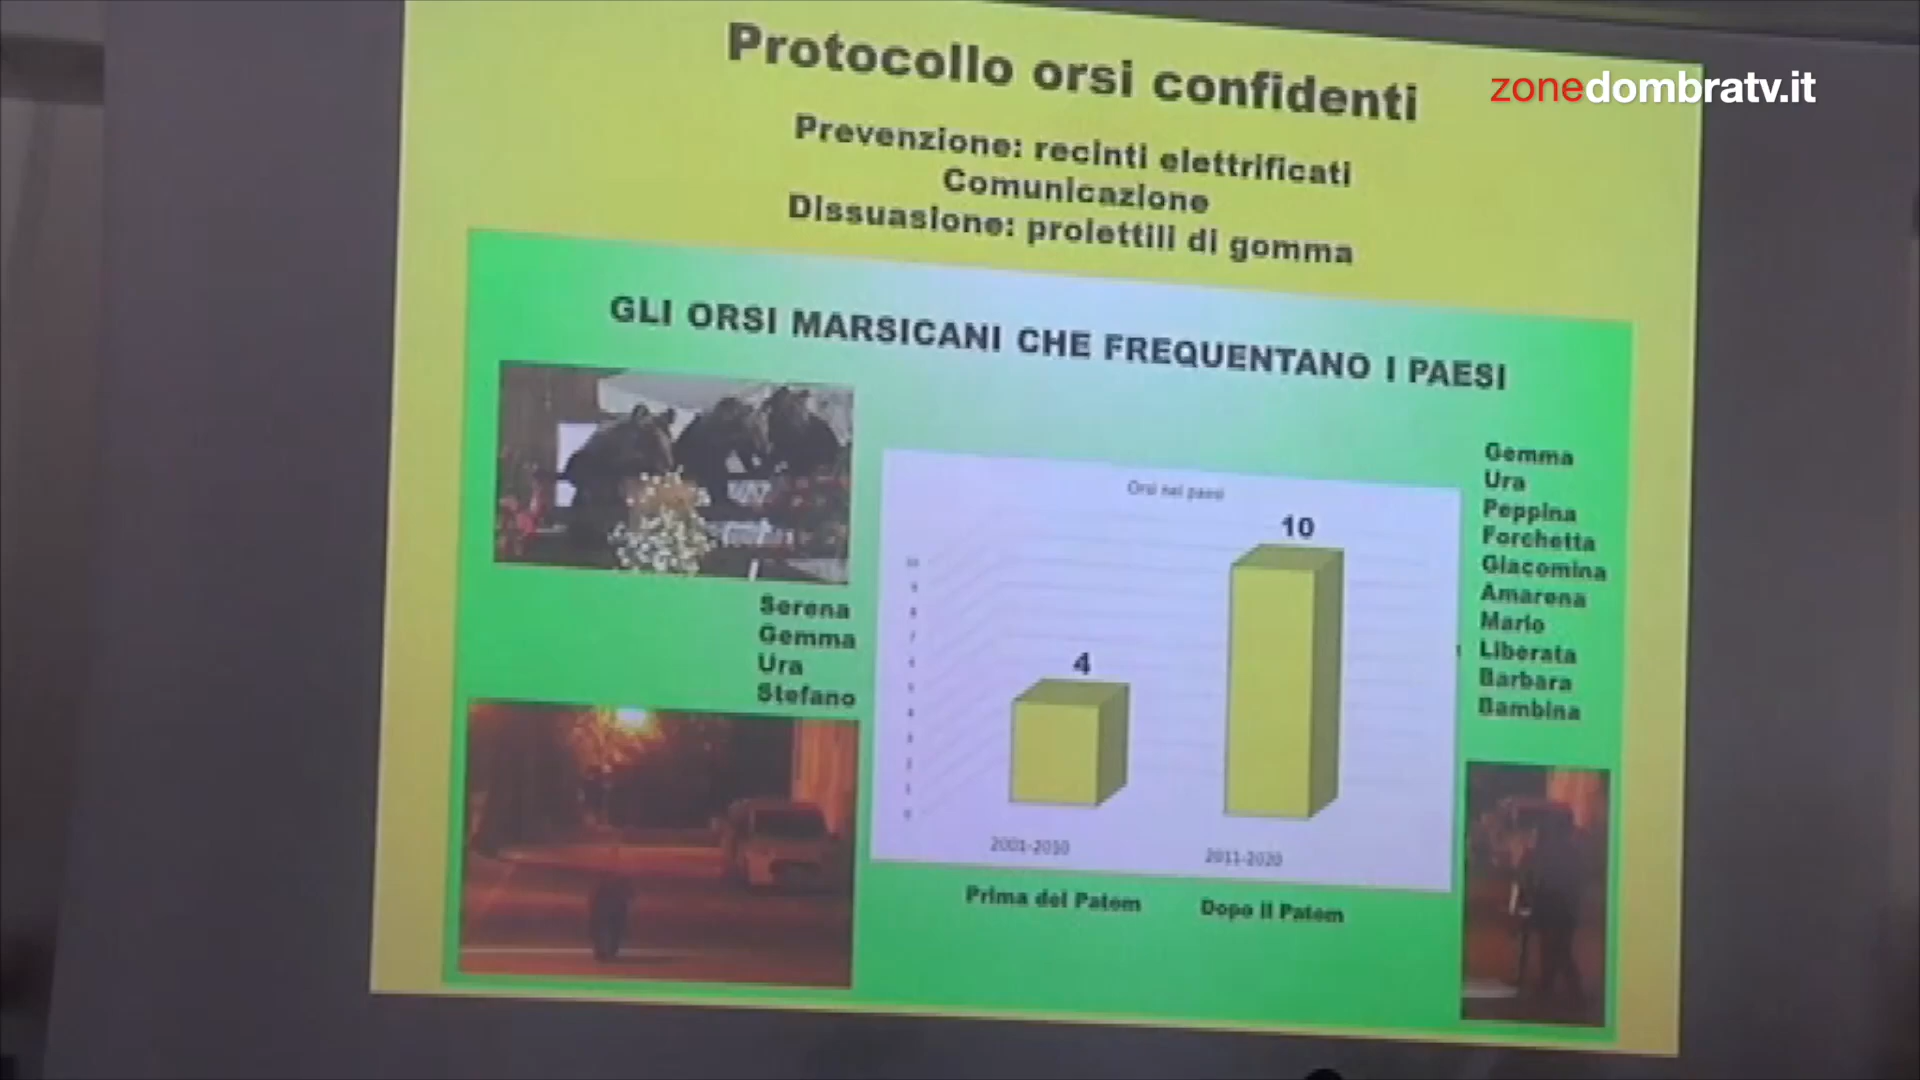 Protocollo orsi confidenti
zonedombratv.it
Prevenzione: recinti elettrificati
Comunicazione
Dissuasione: proiettili di gomma
GLI ORSI MARSICANI CHE FREQUENTANO I PAESI
Serena
Gemma
Ura
Stefano
Orsi nei paesi
10
4
2001-2010
2011-2020
Prima del Patom
Dopo il Patom
Gemma
Ura
Peppina
Forchetta
Giacomina
Amarena
Mario
Liberata
Barbara
Bambina